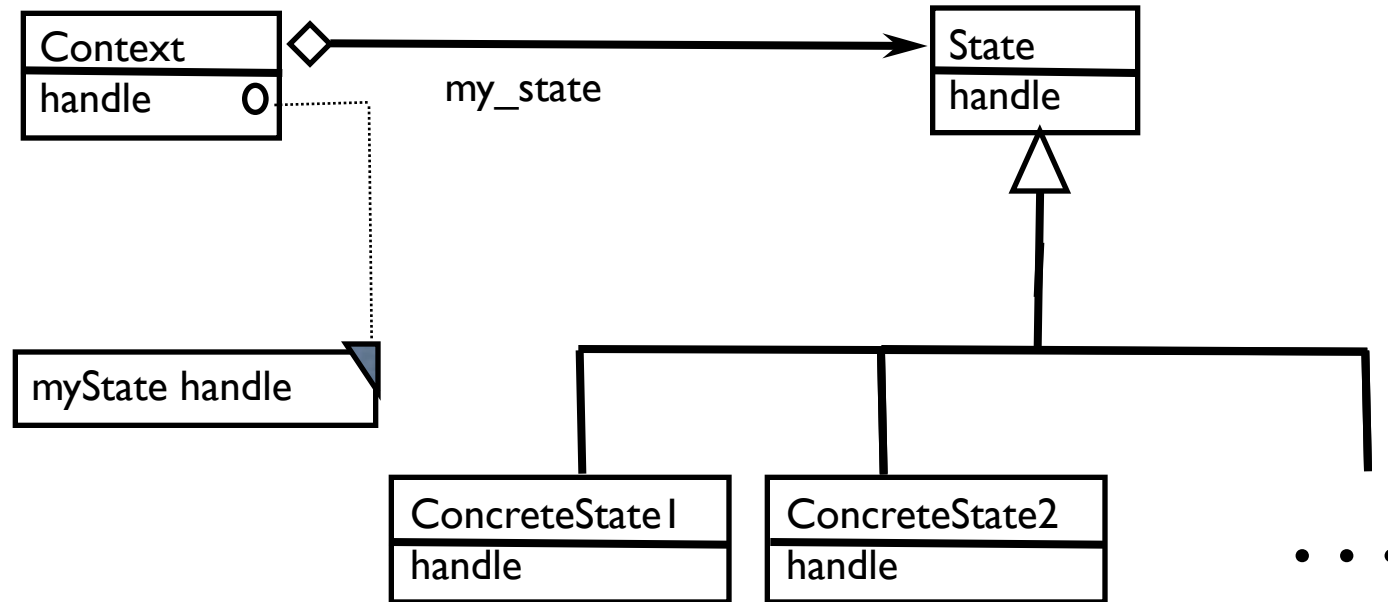 Context
handle
my_state
State
handle
myState handle
ConcreteState1
handle
ConcreteState2
handle
. . .